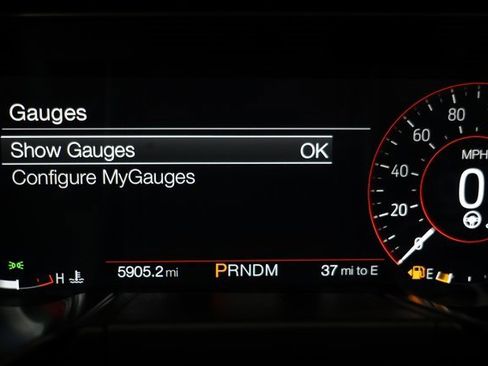 Gauges
Show Gauges OK
Configure MyGauges
80
60
40
20
0
MPH
0
H
5905.2 mi PRNDM 37 mi to E
E